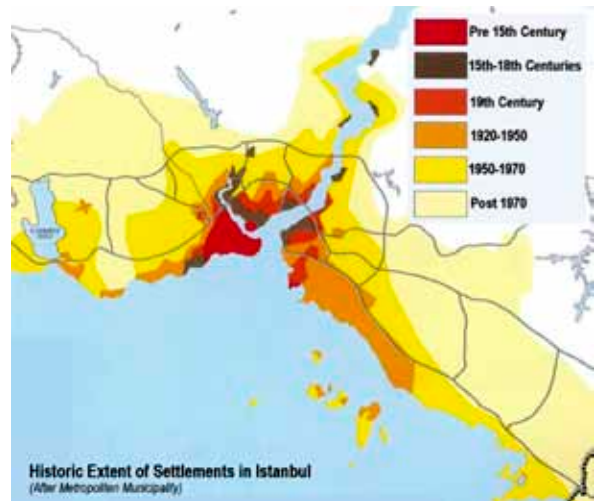 Pre 15th Century
15th-18th Centuries
19th Century
1920-1950
1950-1970
Post 1970
Historic Extent of Settlements in Istanbul
(After Metropoliten Municipality)